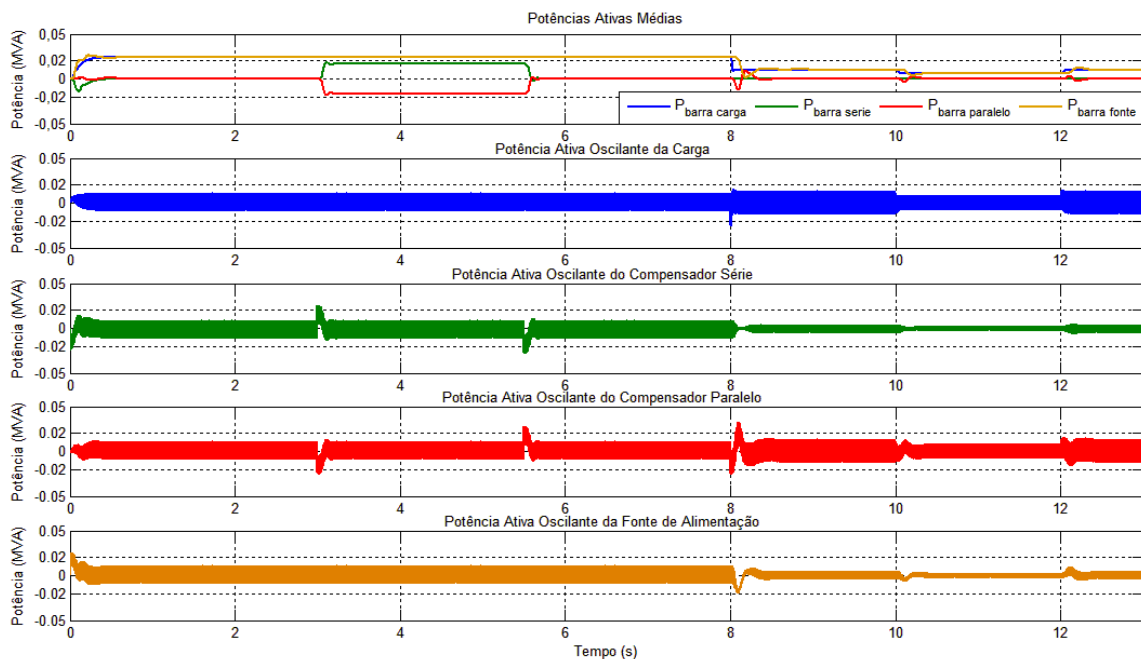 Potências Ativas Médias
Potência (MVA)
0,05
0,02
0
-0,02
-0,05
0 2 4 6 8 10 12
P barra carga P barra serie P barra paralelo P barra fonte
Potência Ativa Oscilante da Carga
Potência (MVA)
0.05
0.02
0
-0.02
-0.05
0 2 4 6 8 10 12
Potência Ativa Oscilante do Compensador Série
Potência (MVA)
0.05
0.02
0
-0.02
-0.05
0 2 4 6 8 10 12
Potência Ativa Oscilante do Compensador Paralelo
Potência (MVA)
0.05
0.02
0
-0.02
-0.05
0 2 4 6 8 10 12
Potência Ativa Oscilante da Fonte de Alimentação
Potência (MVA)
0.05
0.02
0
-0.02
-0.05
0 2 4 6 8 10 12
Tempo (s)